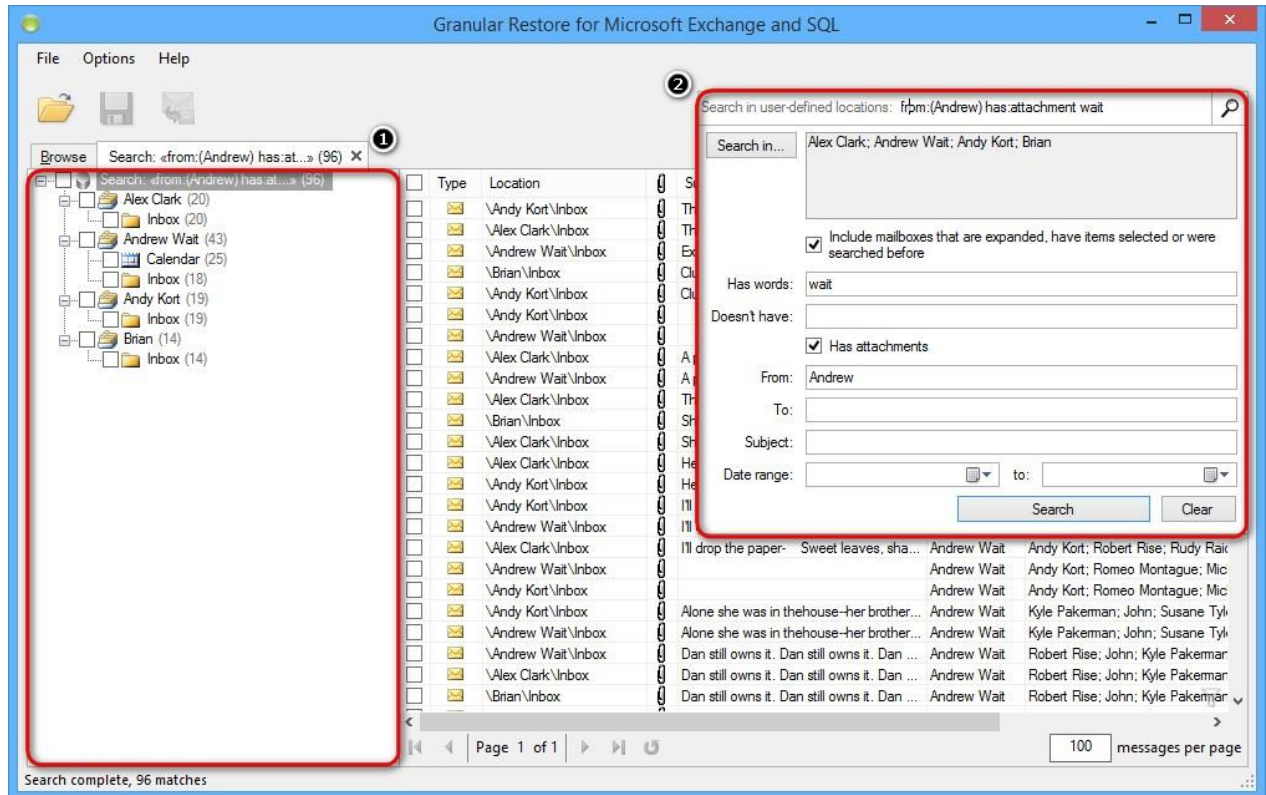 Granular Restore for Microsoft Exchange and SQL
File Options Help
❷
Search in user-defined locations: from:(Andrew) has:attachment wait
❶
Browse Search: «from:(Andrew) has:at...» (96)
Search: «from:(Andrew) has:at...» (96)
Alex Clark (20)
Inbox (20)
Andrew Wait (43)
Calendar (25)
Inbox (18)
Andy Kort (19)
Inbox (19)
Brian (14)
Inbox (14)
Search in... Alex Clark; Andrew Wait; Andy Kort; Brian
Include mailboxes that are expanded, have items selected or were
searched before
Has words: wait
Doesn't have:
Has attachments
From: Andrew
To:
Subject:
Date range: to:
Search Clear
Type Location
\Andy Kort\Inbox
\Alex Clark\Inbox
\Andrew Wait\Inbox
\Brian\Inbox
\Andy Kort\Inbox
\Andy Kort\Inbox
\Andrew Wait\Inbox
\Alex Clark\Inbox
\Andrew Wait\Inbox
\Alex Clark\Inbox
\Brian\Inbox
\Alex Clark\Inbox
\Alex Clark\Inbox
\Andy Kort\Inbox
\Andy Kort\Inbox I'll
\Andrew Wait\Inbox I'll
\Alex Clark\Inbox I'll drop the paper- Sweet leaves, sha... Andrew Wait Andy Kort; Robert Rise; Rudy Raic
\Andrew Wait\Inbox Andrew Wait Andy Kort; Romeo Montague; Mic
\Andy Kort\Inbox Andrew Wait Andy Kort; Romeo Montague; Mic
\Andy Kort\Inbox Alone she was in thehouse--her brother... Andrew Wait Kyle Pakerman; John; Susane Tyl
\Andrew Wait\Inbox Alone she was in thehouse--her brother... Andrew Wait Kyle Pakerman; John; Susane Tyl
\Andrew Wait\Inbox Dan still owns it. Dan still owns it. Dan ... Andrew Wait Robert Rise; John; Kyle Pakerman
\Alex Clark\Inbox Dan still owns it. Dan still owns it. Dan ... Andrew Wait Robert Rise; John; Kyle Pakerman
\Brian\Inbox Dan still owns it. Dan still owns it. Dan ... Andrew Wait Robert Rise; John; Kyle Pakerman
Page 1 of 1 100 messages per page
Search complete, 96 matches